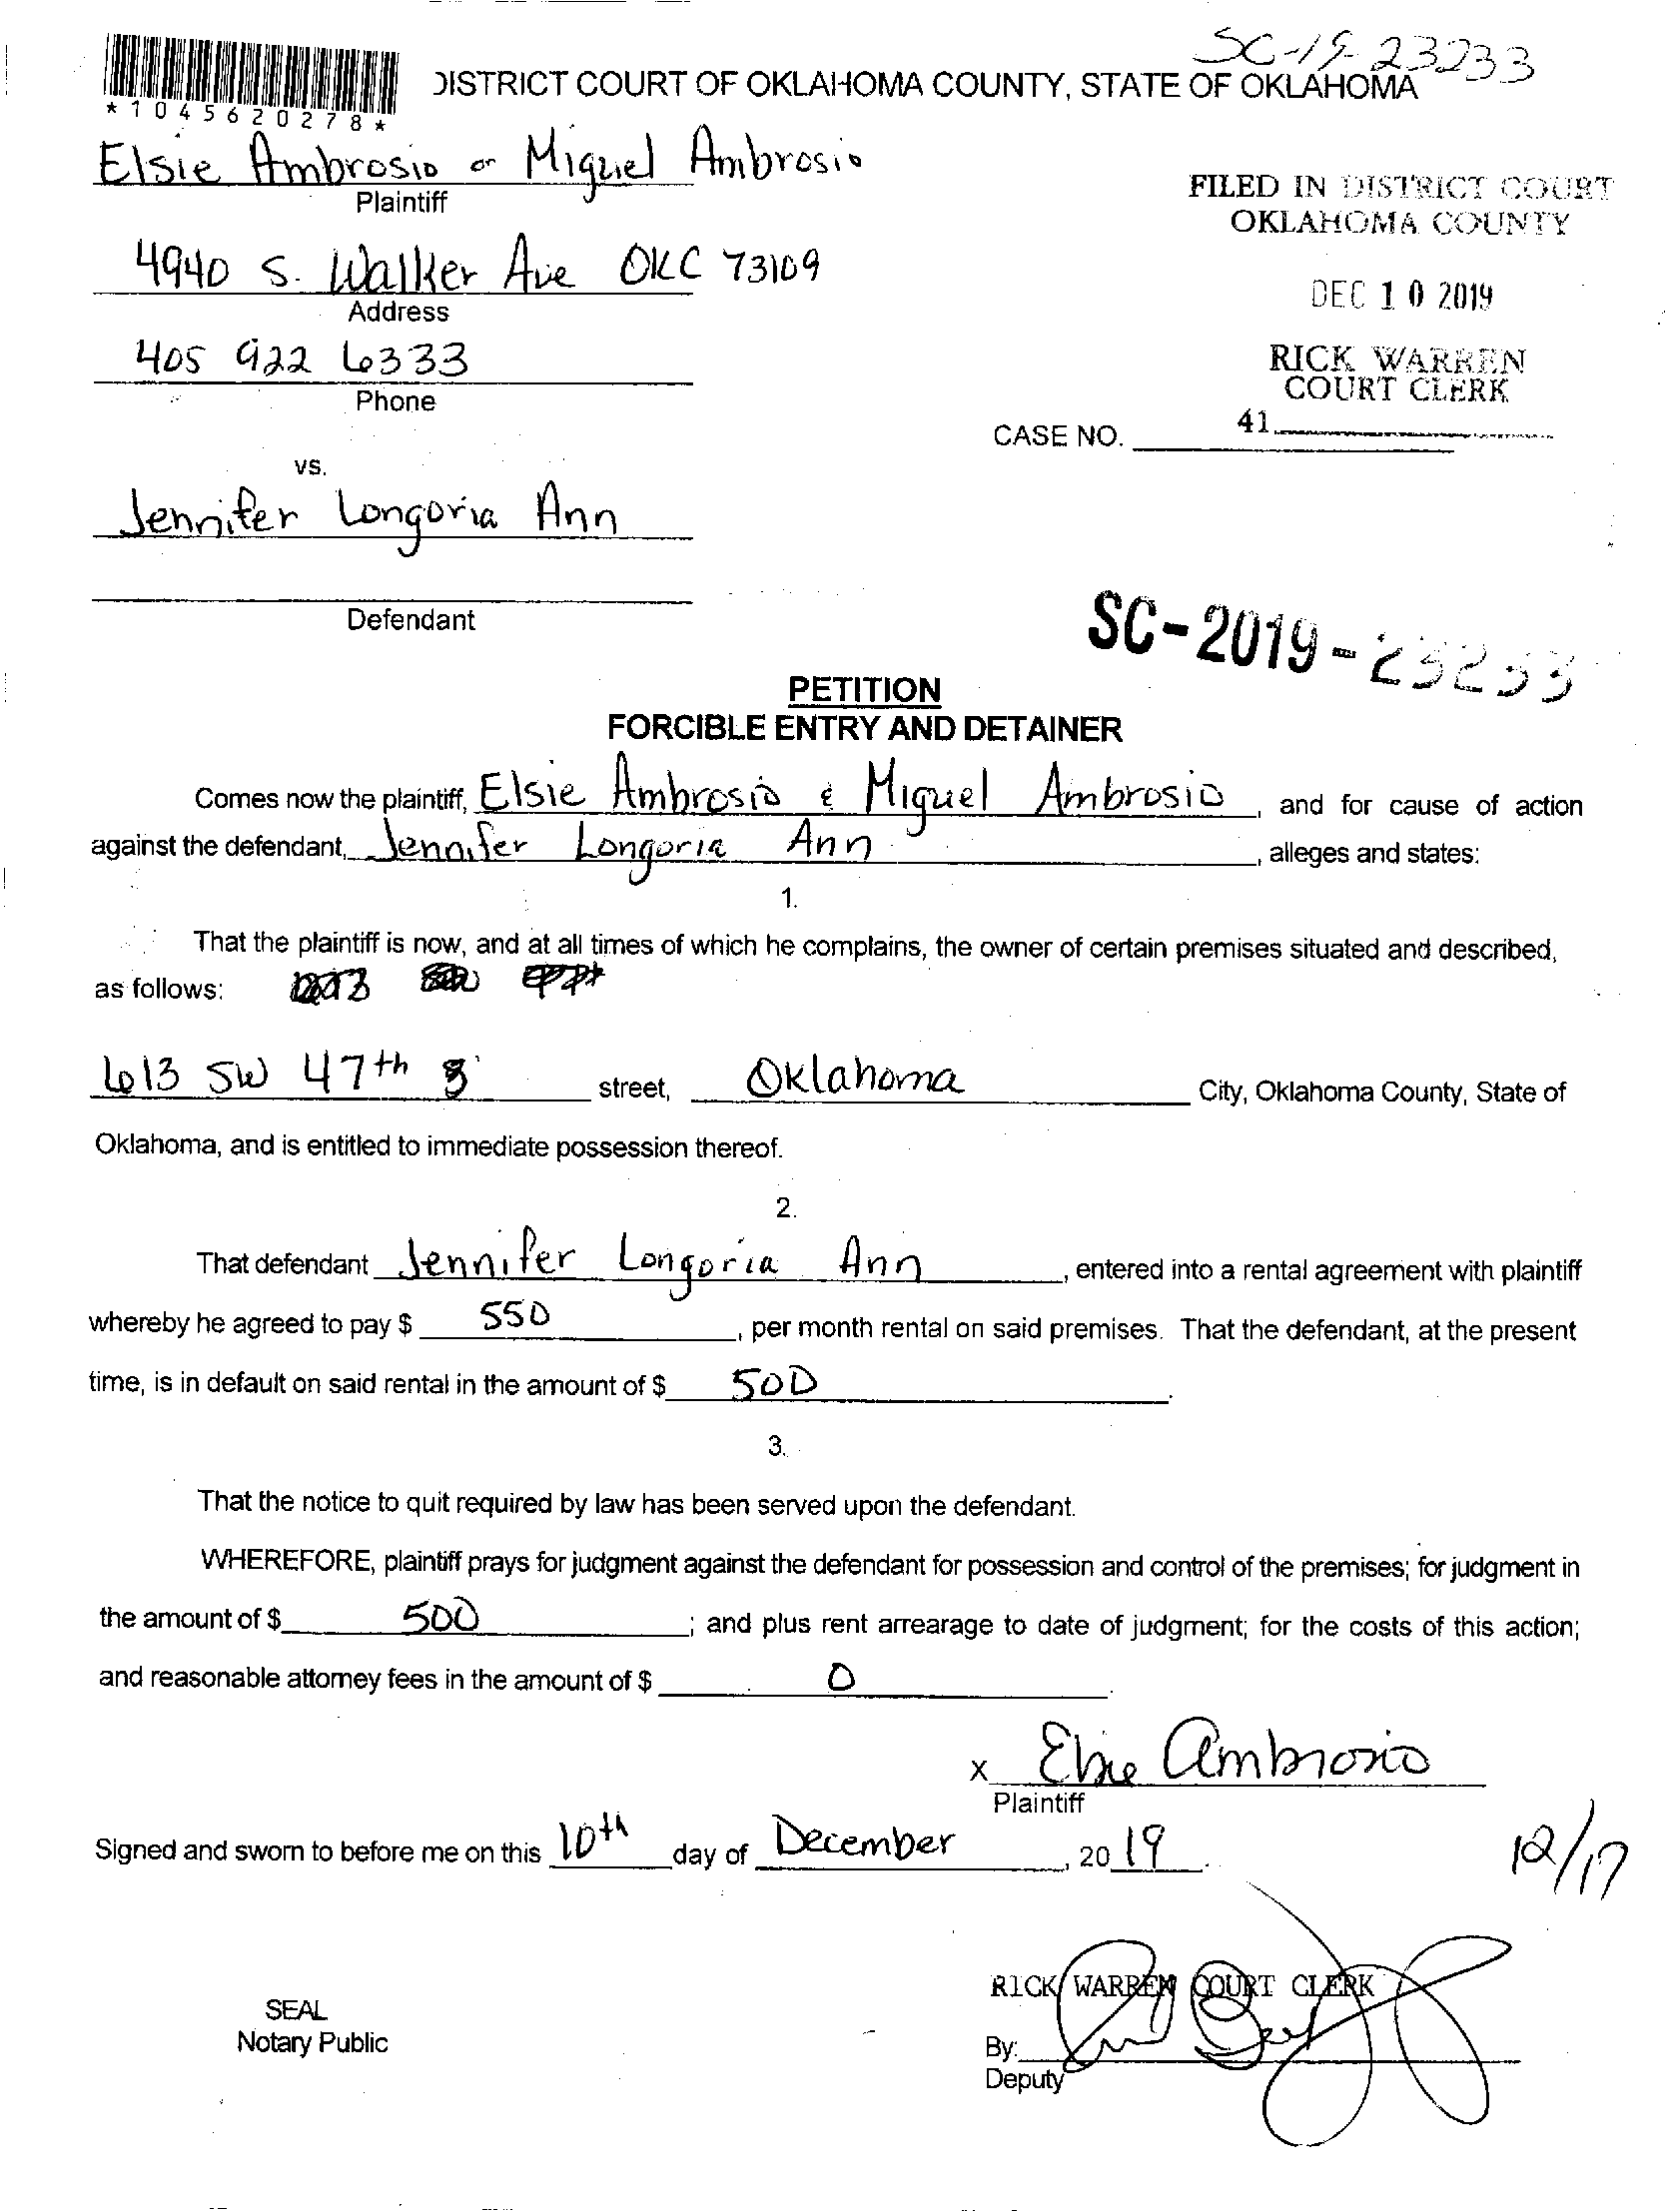 SC-19-23233
*1045620278*
DISTRICT COURT OF OKLAHOMA COUNTY, STATE OF OKLAHOMA
Elsie Ambrosio or Miguel Ambrosio
Plaintiff
FILED IN DISTRICT COURT
OKLAHOMA COUNTY
4940 S. Walker Ave OKC 73109
Address
DEC 10 2019
405 922 6333
Phone
RICK WARREN
COURT CLERK
41
CASE NO.
vs.
Jennifer Longoria Ann
Defendant
SC-2019-23233
PETITION
FORCIBLE ENTRY AND DETAINER
Comes now the plaintiff, Elsie Ambrosio & Miguel Ambrosio, and for cause of action
against the defendant, Jennifer Longoria Ann, alleges and states:
1.
That the plaintiff is now, and at all times of which he complains, the owner of certain premises situated and described,
as follows:
613 SW 47th street, Oklahoma City, Oklahoma County, State of
Oklahoma, and is entitled to immediate possession thereof.
2.
That defendant Jennifer Longoria Ann, entered into a rental agreement with plaintiff
whereby he agreed to pay $ 550, per month rental on said premises. That the defendant, at the present
time, is in default on said rental in the amount of $ 500.
3.
That the notice to quit required by law has been served upon the defendant.
WHEREFORE, plaintiff prays for judgment against the defendant for possession and control of the premises; for judgment in
the amount of $ 500; and plus rent arrearage to date of judgment; for the costs of this action;
and reasonable attorney fees in the amount of $ 0.
x Elsie Ambrosio
Plaintiff
Signed and sworn to before me on this 10th day of December, 2019.
12/17
RICK WARREN COURT CLERK
SEAL
Notary Public
By:
Deputy